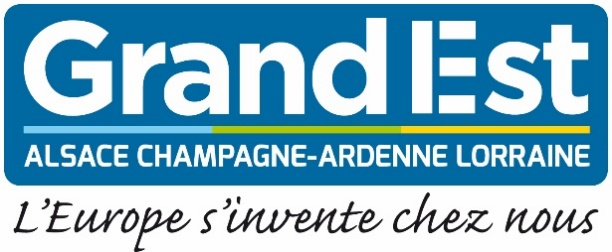 Grand Est
ALSACE CHAMPAGNE-ARDENNE LORRAINE
L'Europe s'invente chez nous